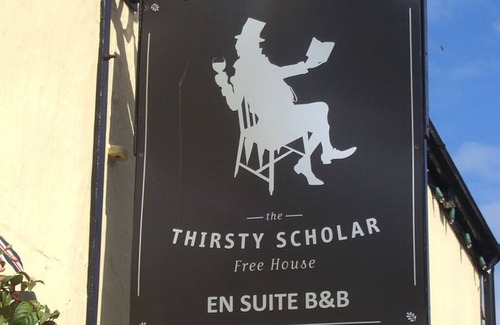 the
THIRSTY SCHOLAR
Free House
EN SUITE B&B